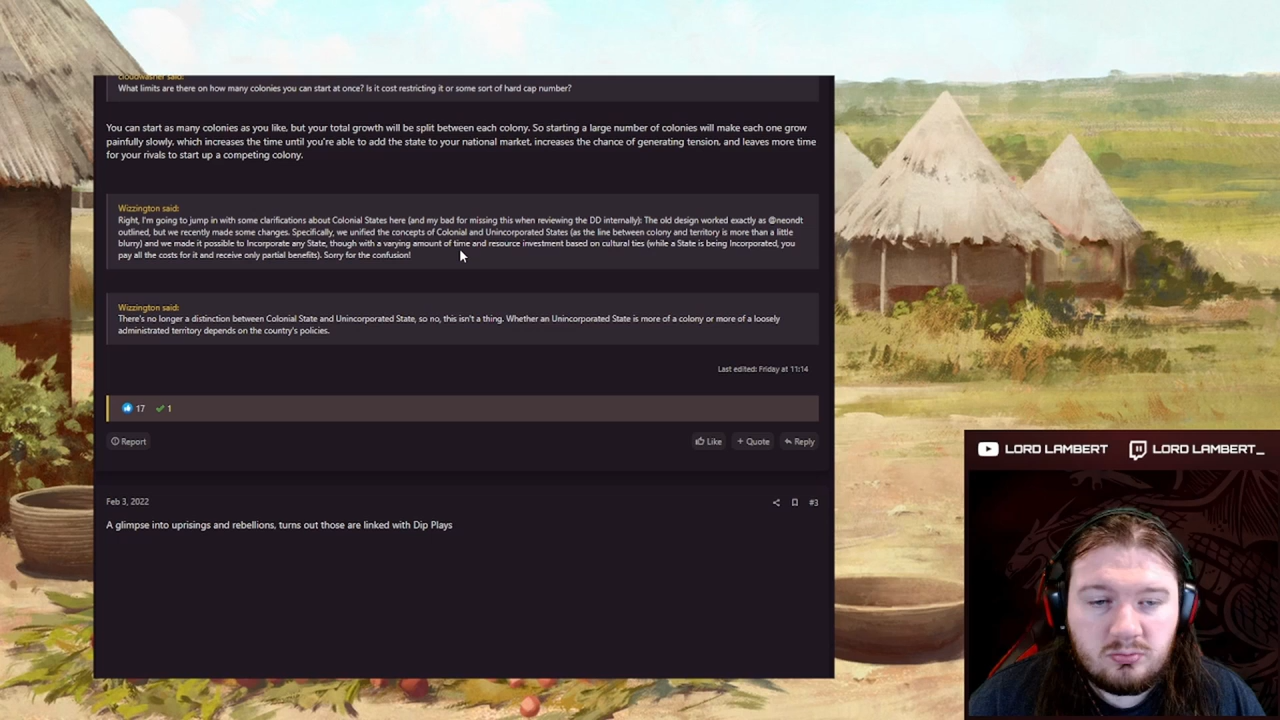 cloudwasher said:
What limits are there on how many colonies you can start at once? Is it cost restricting it or some sort of hard cap number?
You can start as many colonies as you like, but your total growth will be split between each colony. So starting a large number of colonies will make each one grow
painfully slowly, which increases the time until you're able to add the state to your national market, increases the chance of generating tension, and leaves more time
for your rivals to start up a competing colony.
Wizzington said:
Right, I'm going to jump in with some clarifications about Colonial States here (and my bad for missing this when reviewing the DD internally): The old design worked exactly as @neondt
outlined, but we recently made some changes. Specifically, we unified the concepts of Colonial and Unincorporated States (as the line between colony and territory is more than a little
blurry) and we made it possible to Incorporate any State, though with a varying amount of time and resource investment based on cultural ties (while a State is being Incorporated, you
pay all the costs for it and receive only partial benefits). Sorry for the confusion!
Wizzington said:
There's no longer a distinction between Colonial State and Unincorporated State, so no, this isn't a thing. Whether an Unincorporated State is more of a colony or more of a loosely
administrated territory depends on the country's policies.
Last edited: Friday at 11:14
17 1
Report Like + Quote Reply
Feb 3, 2022 #3
A glimpse into uprisings and rebellions, turns out those are linked with Dip Plays
LORD LAMBERT LORD LAMBERT_